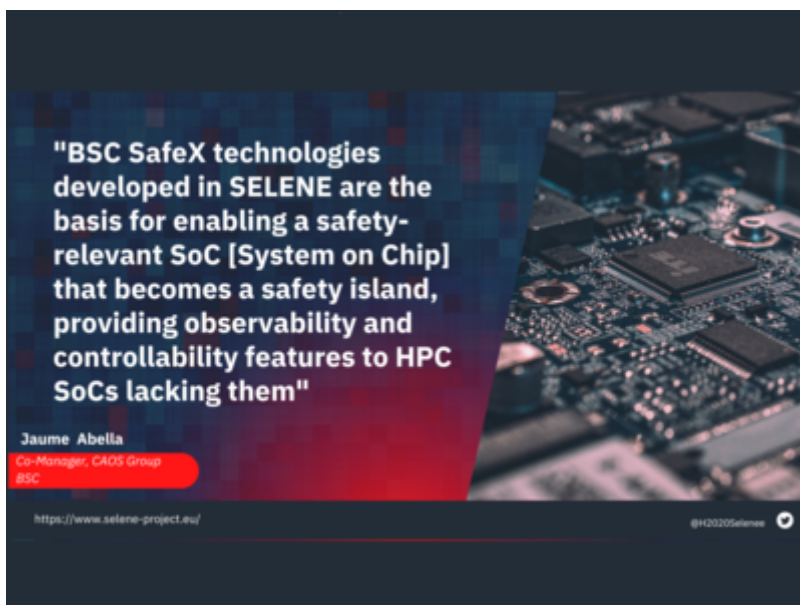 "BSC SafeX technologies
developed in SELENE are the
basis for enabling a safety-
relevant SoC [System on Chip]
that becomes a safety island,
providing observability and
controllability features to HPC
SoCs lacking them"
Jaume Abella
Co-Manager, CAOS Group
BSC
https://www.selene-project.eu/
@H2020Selenee